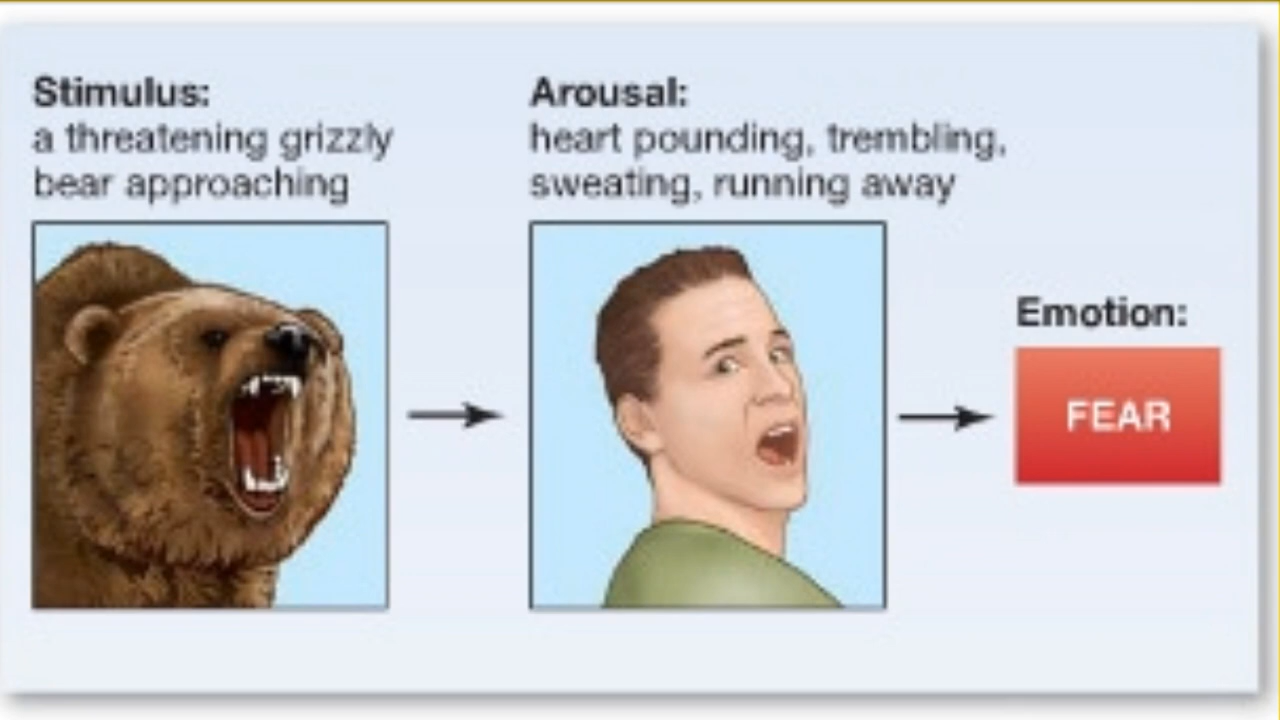 Stimulus:
a threatening grizzly
bear approaching
Arousal:
heart pounding, trembling,
sweating, running away
Emotion:
FEAR